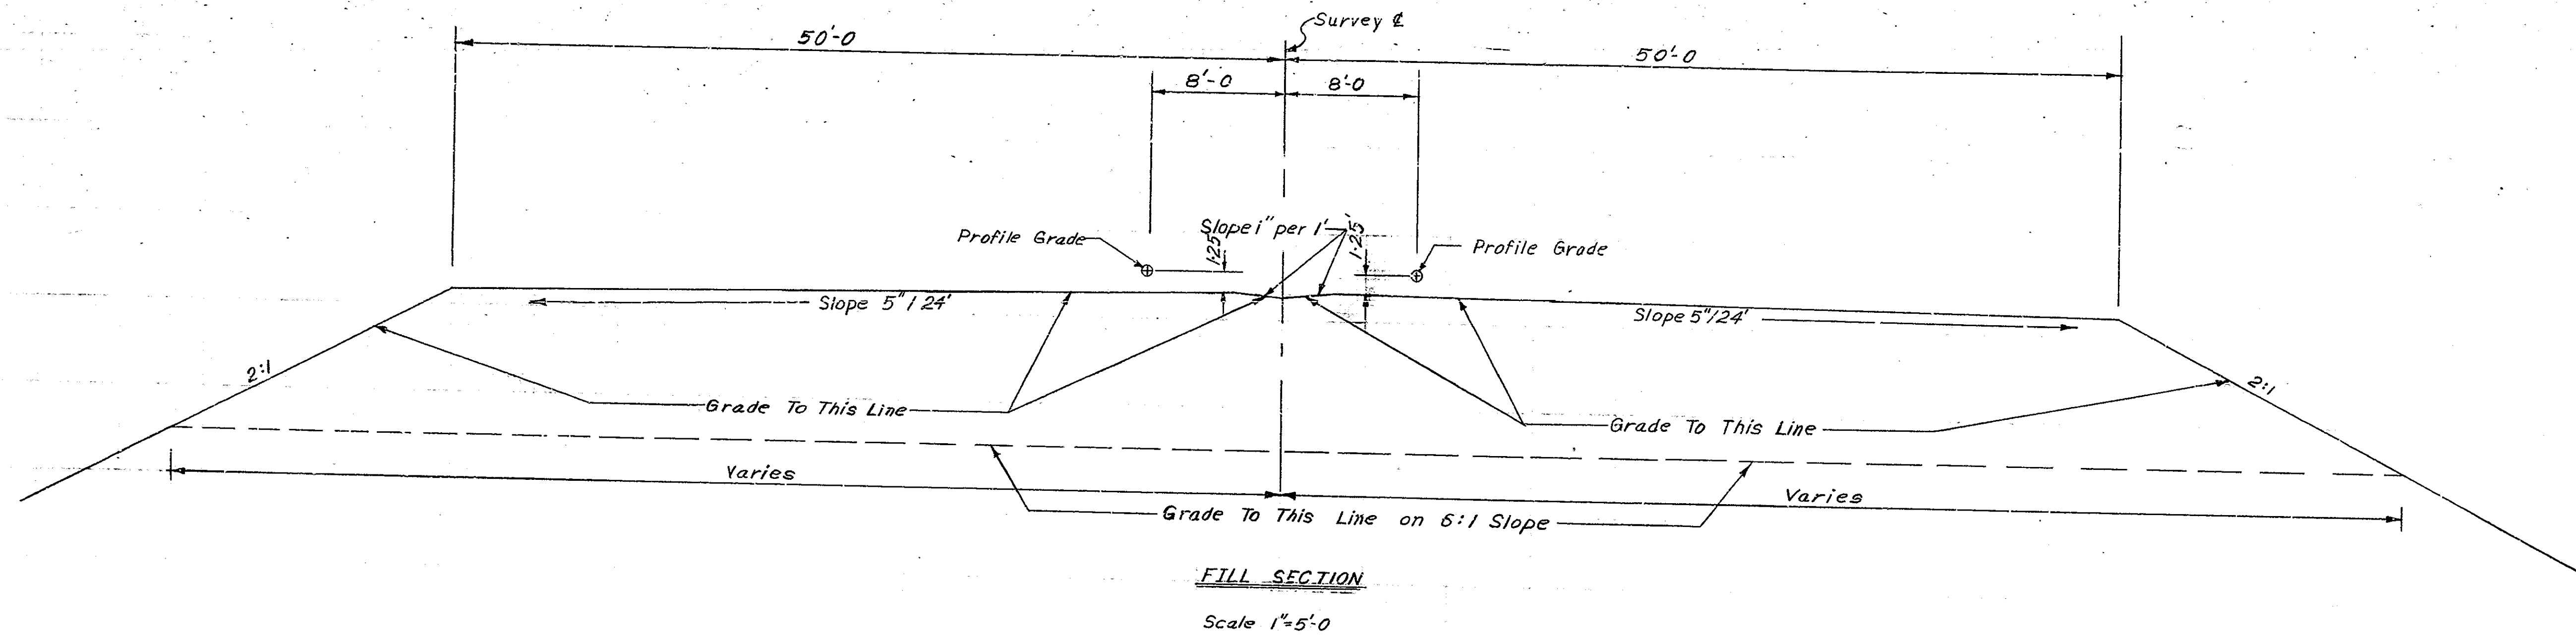 Survey ℄
50'-0
50'-0
8'-0
8'-0
Slope 1" per 1'
1.25'
1.25'
Profile Grade
Profile Grade
Slope 5"/24'
Slope 5"/24'
2:1
2:1
Grade To This Line
Grade To This Line
Varies
Varies
Grade To This Line on 6:1 Slope
FILL SECTION
Scale 1"=5'-0